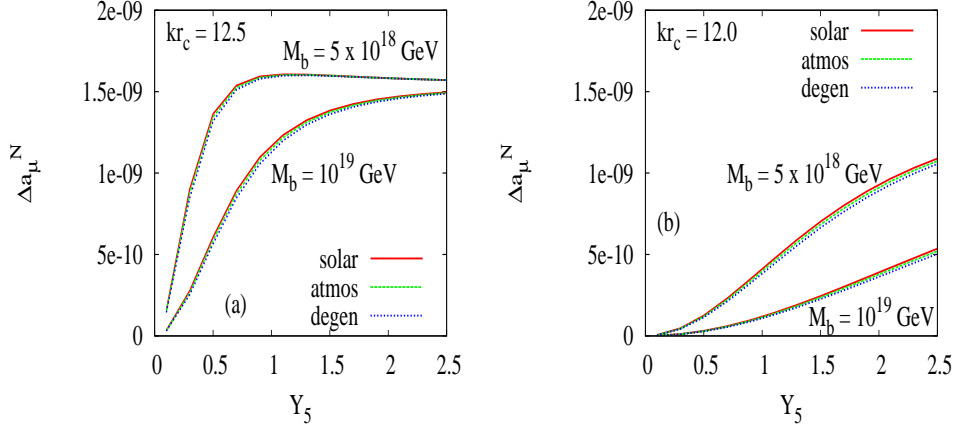 2e-09
1.5e-09
1e-09
5e-10
0
0 0.5 1 1.5 2 2.5
Δaμ^N
Y_5
kr_c = 12.5
M_b = 5 x 10^18 GeV
M_b = 10^19 GeV
solar
atmos
degen
(a)
2e-09
1.5e-09
1e-09
5e-10
0
0 0.5 1 1.5 2 2.5
Δaμ^N
Y_5
kr_c = 12.0
solar
atmos
degen
M_b = 5 x 10^18 GeV
(b)
M_b = 10^19 GeV